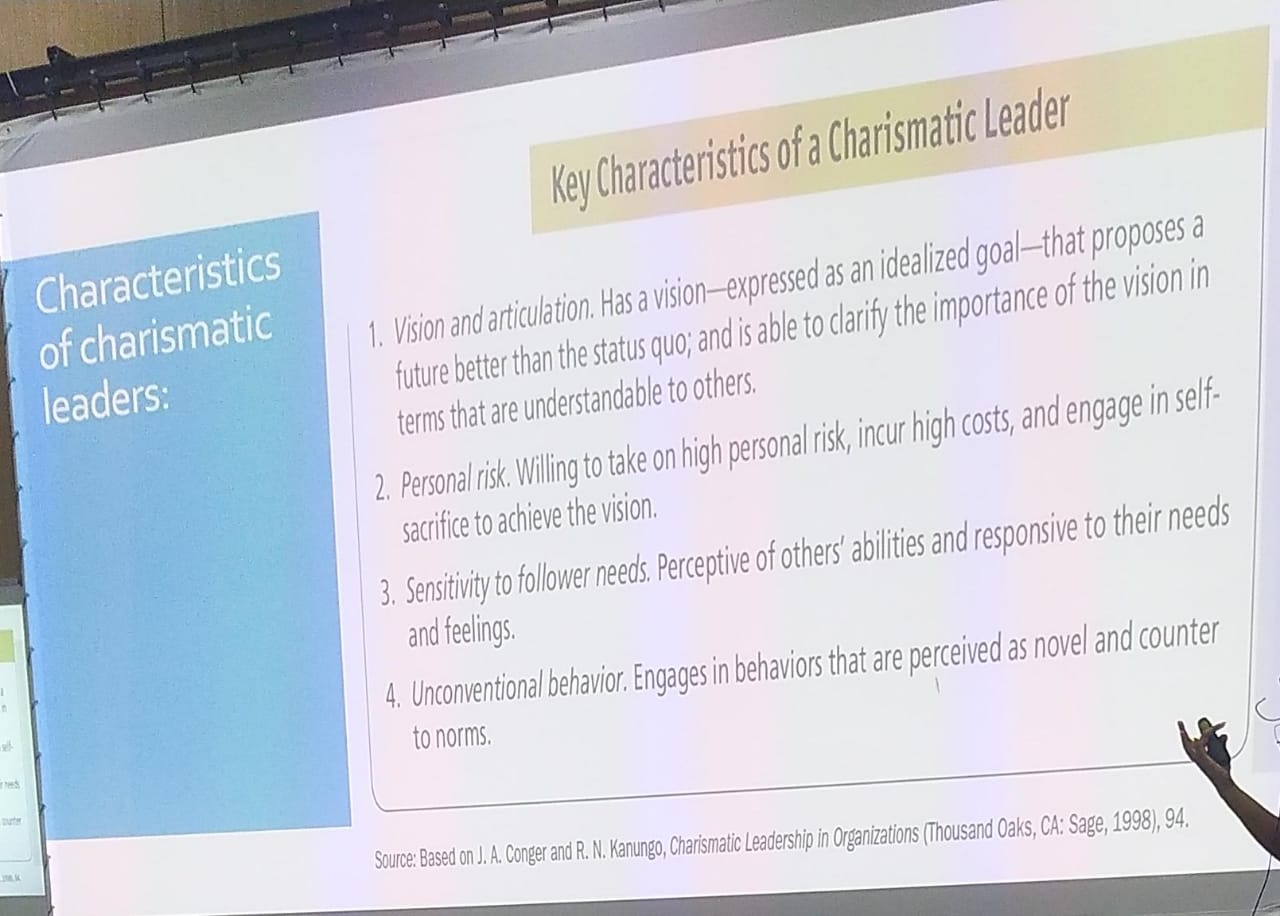 Key Characteristics of a Charismatic Leader
Characteristics
of charismatic
leaders:
1. Vision and articulation. Has a vision—expressed as an idealized goal—that proposes a
future better than the status quo; and is able to clarify the importance of the vision in
terms that are understandable to others.
2. Personal risk. Willing to take on high personal risk, incur high costs, and engage in self-
sacrifice to achieve the vision.
3. Sensitivity to follower needs. Perceptive of others’ abilities and responsive to their needs
and feelings.
4. Unconventional behavior. Engages in behaviors that are perceived as novel and counter
to norms.
Source: Based on J. A. Conger and R. N. Kanungo, Charismatic Leadership in Organizations (Thousand Oaks, CA: Sage, 1998), 94.
self-
needs
counter